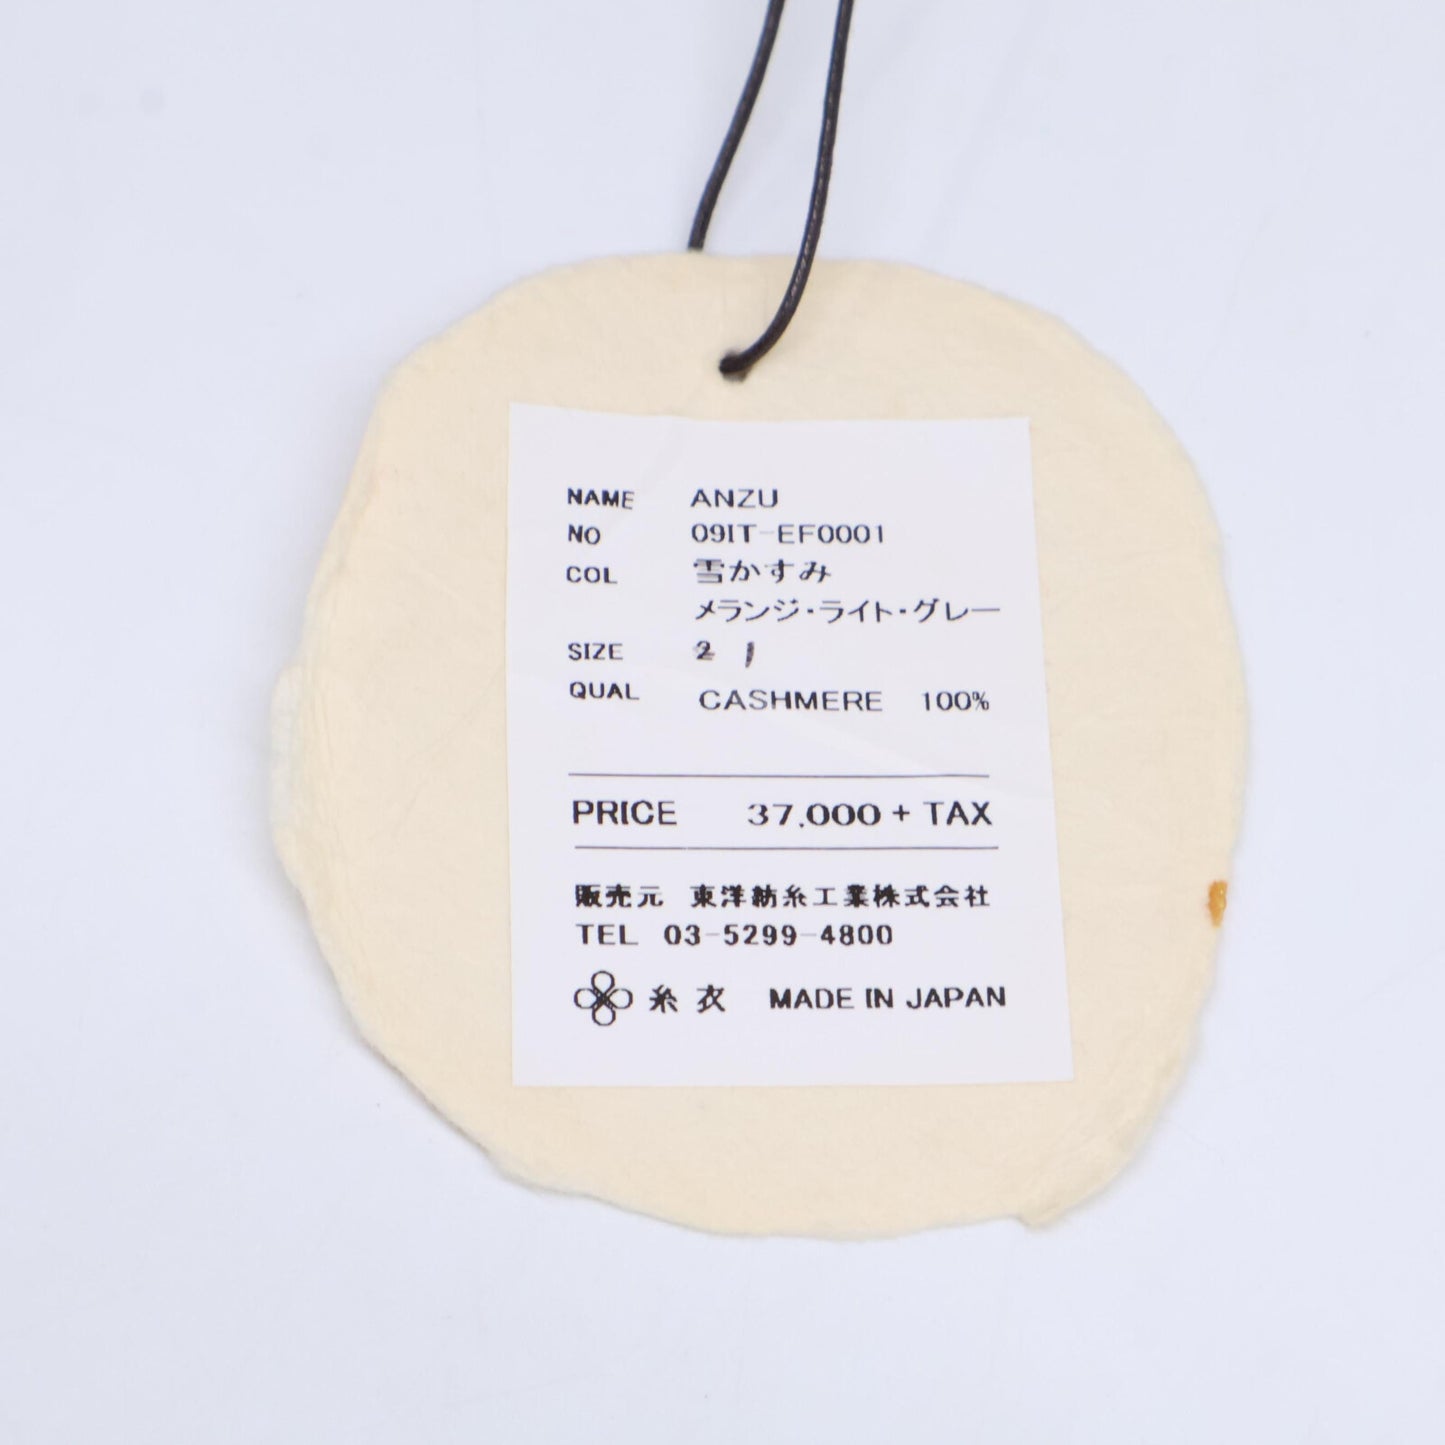 NAME ANZU
NO 09IT-EF0001
COL 雪かすみ
メランジ・ライト・グレー
SIZE 2 1
QUAL CASHMERE 100%
PRICE 37,000 + TAX
販売元 東洋紡糸工業株式会社
TEL 03-5299-4800
糸衣 MADE IN JAPAN